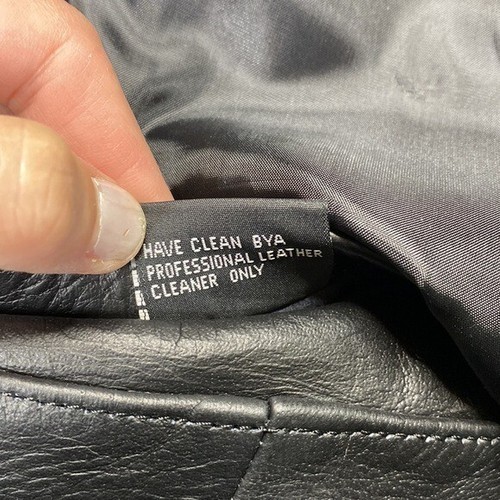 HAVE CLEAN BYA
PROFESSIONAL LEATHER
CLEANER ONLY